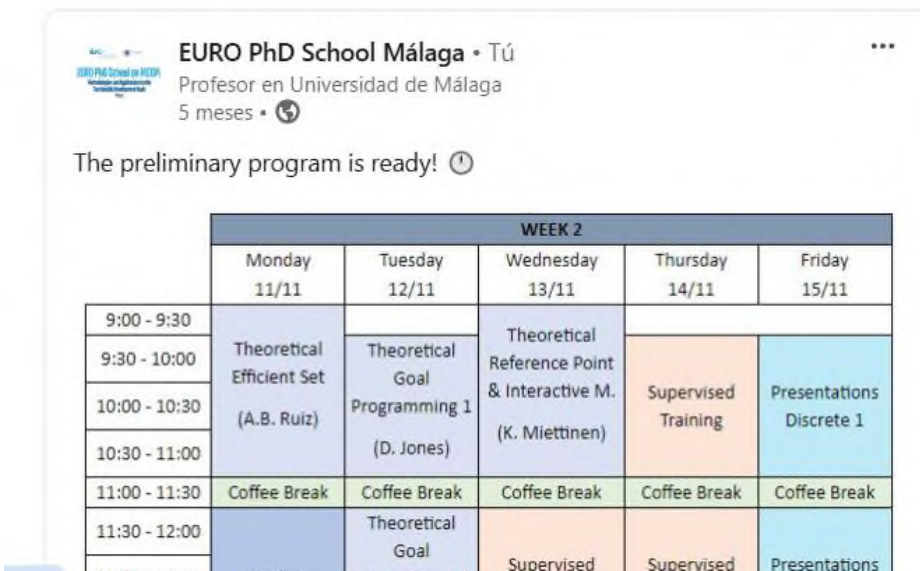 EURO PhD School Málaga • Tú
Profesor en Universidad de Málaga
5 meses •
The preliminary program is ready!
WEEK 2
Monday Tuesday Wednesday Thursday Friday
11/11 12/11 13/11 14/11 15/11
9:00 - 9:30
9:30 - 10:00
10:00 - 10:30
10:30 - 11:00
Theoretical
Efficient Set
(A.B. Ruiz)
Theoretical
Goal
Programming 1
(D. Jones)
Theoretical
Reference Point
& Interactive M.
(K. Miettinen)
Supervised
Training
Presentations
Discrete 1
11:00 - 11:30 Coffee Break Coffee Break Coffee Break Coffee Break Coffee Break
11:30 - 12:00
Theoretical
Goal
Supervised
Supervised
Presentations